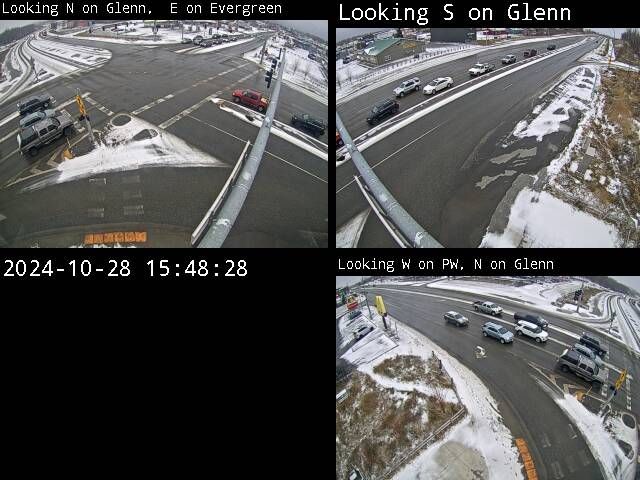 Looking N on Glenn,  E on Evergreen
Looking S on Glenn
2024-10-28 15:48:28
Looking W on PW, N on Glenn